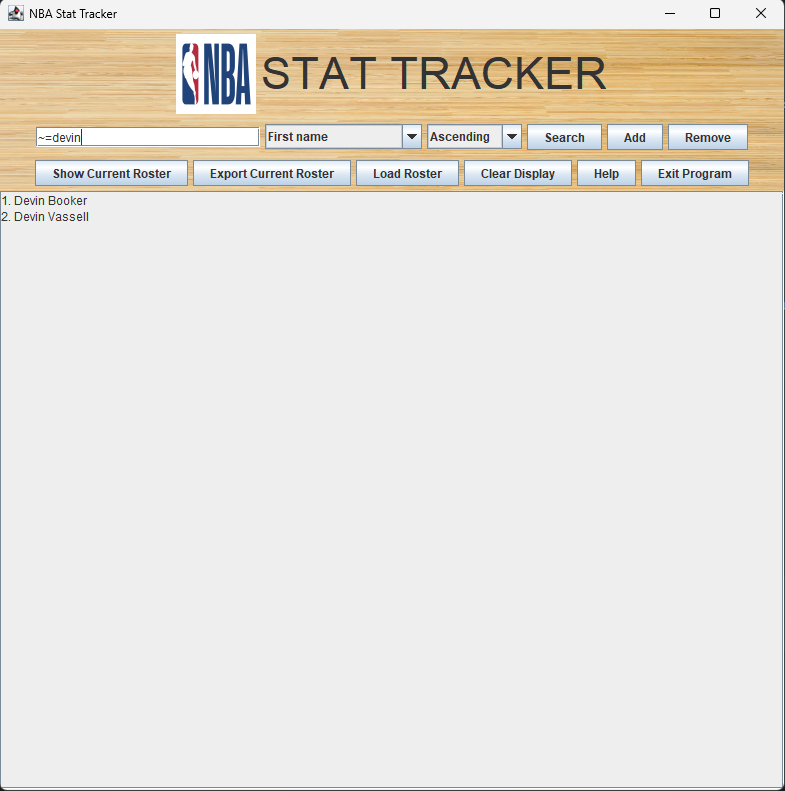 NBA Stat Tracker
NBA STAT TRACKER
~=devin First name Ascending Search Add Remove
Show Current Roster Export Current Roster Load Roster Clear Display Help Exit Program
1. Devin Booker
2. Devin Vassell